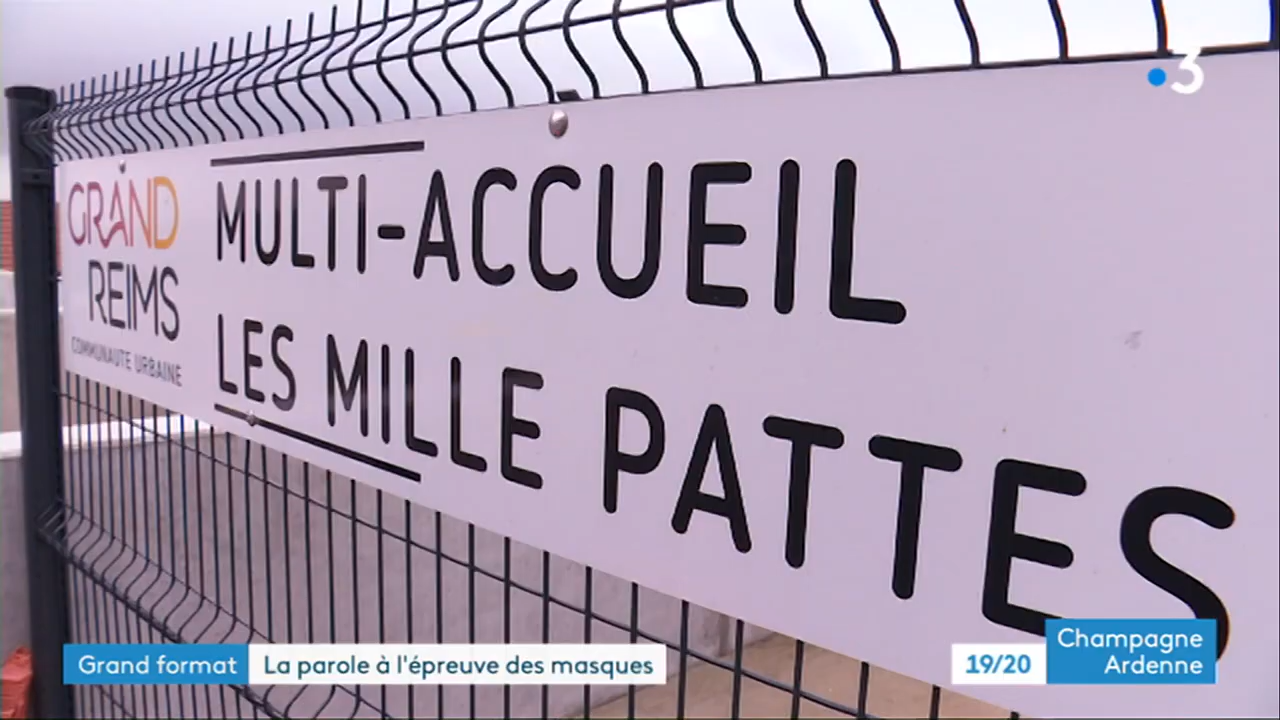 3
GRAND
REIMS
COMMUNAUTÉ URBAINE
MULTI-ACCUEIL
LES MILLE PATTES
Grand format
La parole à l'épreuve des masques
19/20
Champagne
Ardenne